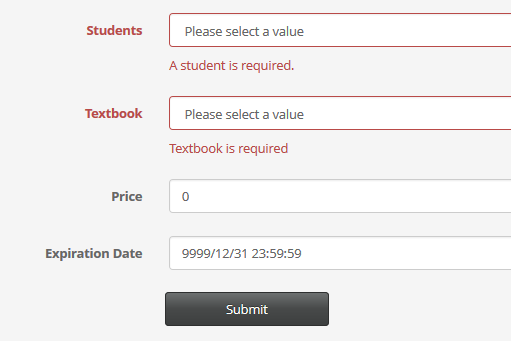 Students Please select a value
A student is required.
Textbook Please select a value
Textbook is required
Price 0
Expiration Date 9999/12/31 23:59:59
Submit